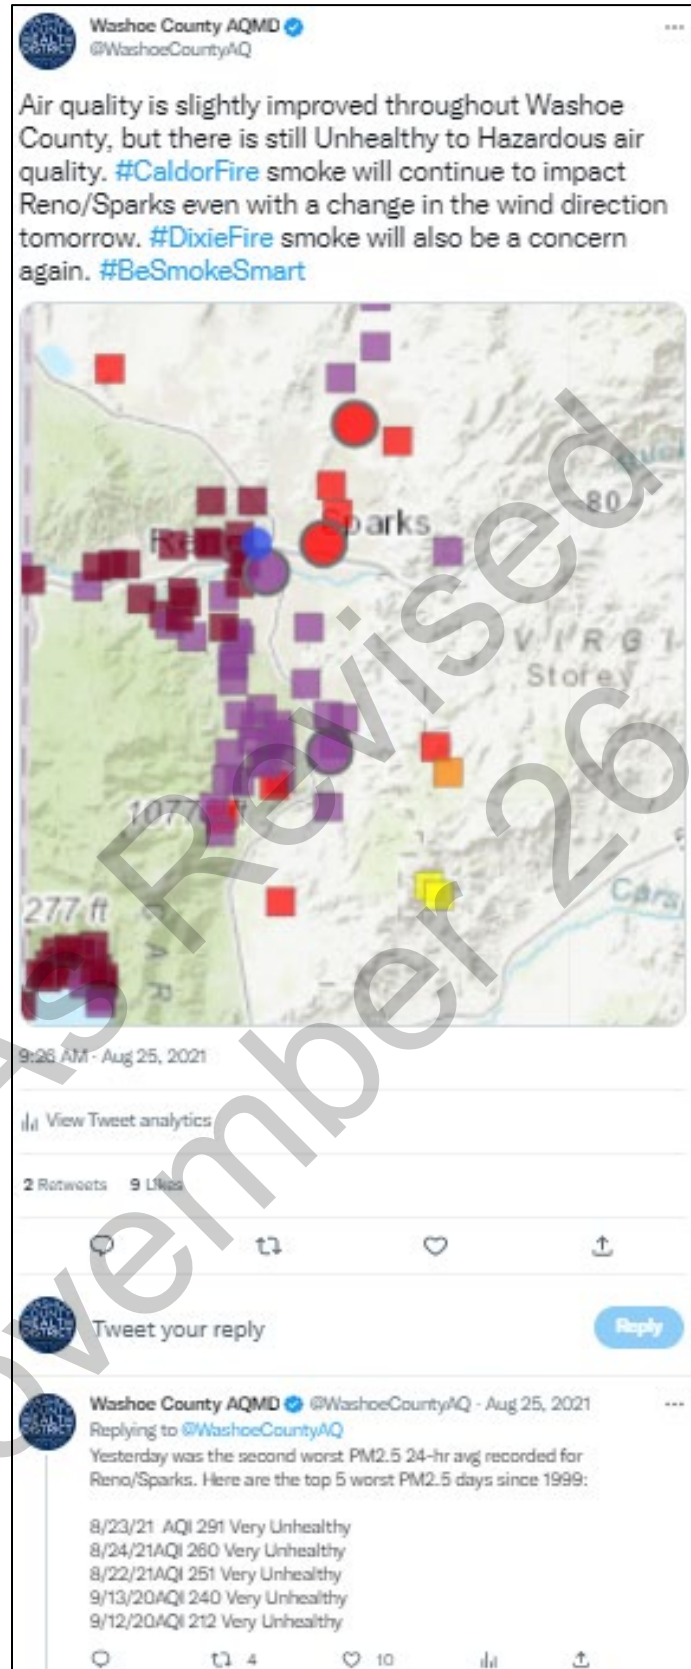 Washoe County AQMD
@WashoeCountyAQ
Air quality is slightly improved throughout Washoe
County, but there is still Unhealthy to Hazardous air
quality. #CaldorFire smoke will continue to impact
Reno/Sparks even with a change in the wind direction
tomorrow. #DixieFire smoke will also be a concern
again. #BeSmokeSmart
80
Sparks
VIRGI
Storey
1077
277 ft
Cars
9:26 AM · Aug 25, 2021
View Tweet analytics
2 Retweets 9 Likes
Tweet your reply
Reply
Washoe County AQMD @WashoeCountyAQ · Aug 25, 2021
Replying to @WashoeCountyAQ
Yesterday was the second worst PM2.5 24-hr avg recorded for
Reno/Sparks. Here are the top 5 worst PM2.5 days since 1999:
8/23/21 AQI 291 Very Unhealthy
8/24/21AQI 260 Very Unhealthy
8/22/21AQI 251 Very Unhealthy
9/13/20AQI 240 Very Unhealthy
9/12/20AQI 212 Very Unhealthy
4 10
As Revised
November 26